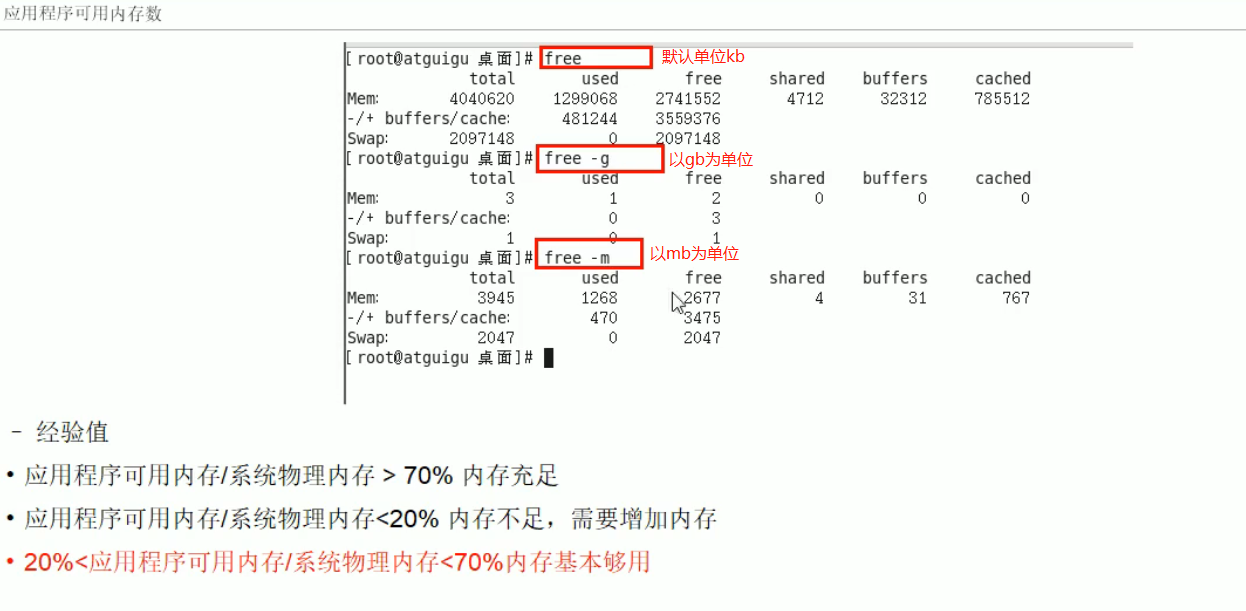 应用程序可用内存数
[ root@atguigu 桌面]# free 默认单位kb
total used free shared buffers cached
Mem: 4040620 1299068 2741552 4712 32312 785512
-/+ buffers/cache: 481244 3559376
Swap: 2097148 0 2097148
[ root@atguigu 桌面]# free -g 以gb为单位
total used free shared buffers cached
Mem: 3 1 2 0 0 0
-/+ buffers/cache: 0 3
Swap: 1 0 1
[ root@atguigu 桌面]# free -m 以mb为单位
total used free shared buffers cached
Mem: 3945 1268 2677 4 31 767
-/+ buffers/cache: 470 3475
Swap: 2047 0 2047
[ root@atguigu 桌面]#
- 经验值
• 应用程序可用内存/系统物理内存 > 70% 内存充足
• 应用程序可用内存/系统物理内存<20% 内存不足，需要增加内存
• 20%<应用程序可用内存/系统物理内存<70%内存基本够用